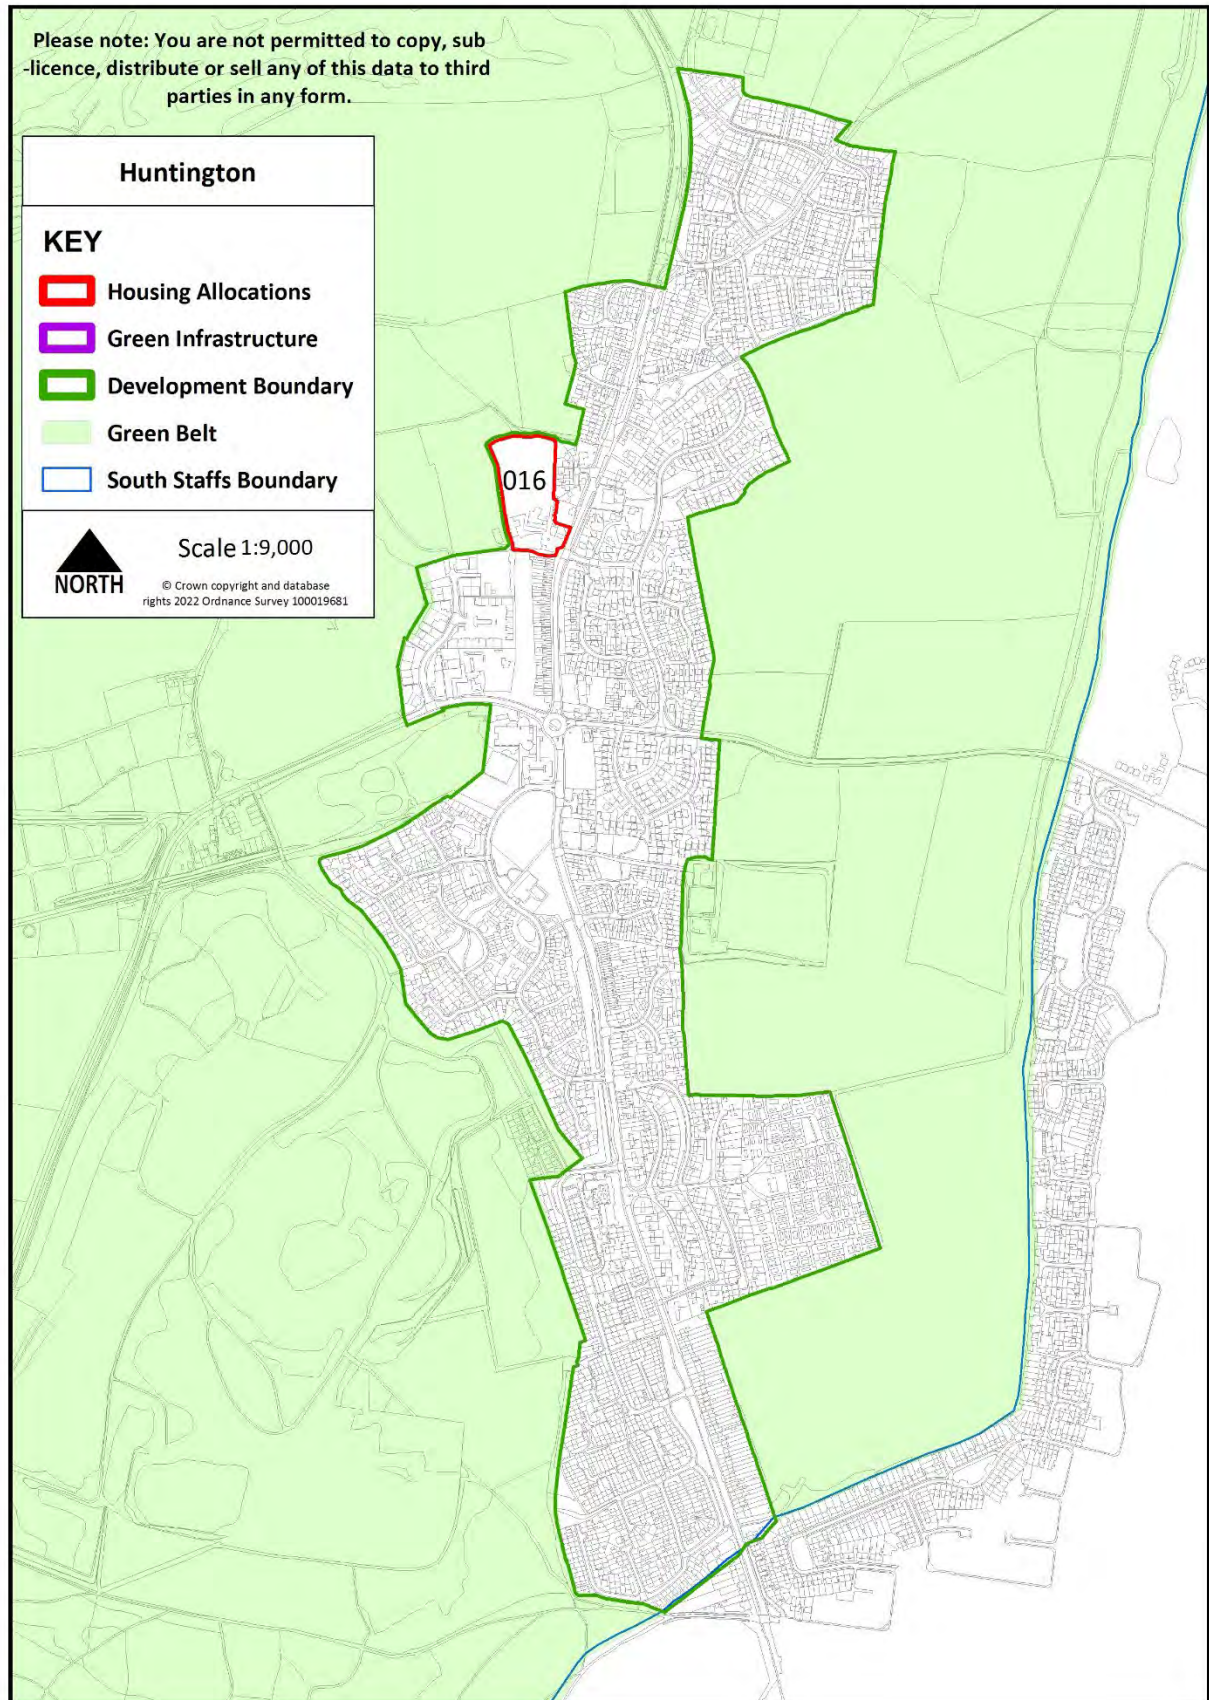 Please note: You are not permitted to copy, sub
-licence, distribute or sell any of this data to third
parties in any form.
Huntington
KEY
Housing Allocations
Green Infrastructure
Development Boundary
Green Belt
South Staffs Boundary
NORTH
Scale 1:9,000
© Crown copyright and database
rights 2022 Ordnance Survey 100019681
016